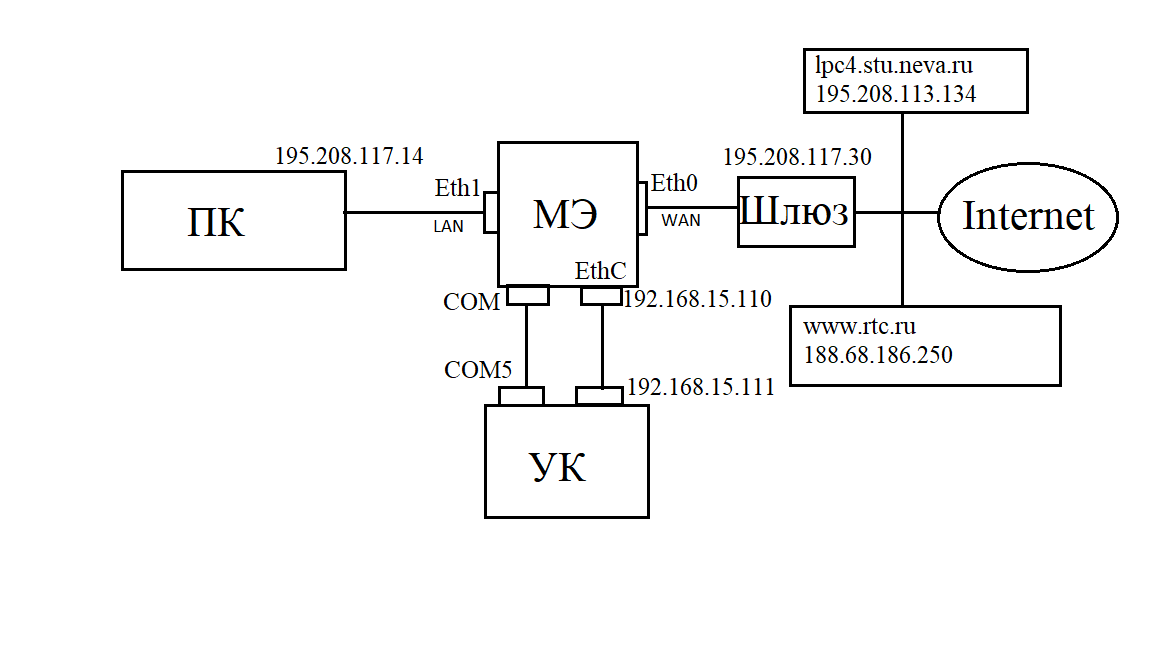 lpc4.stu.neva.ru
195.208.113.134
195.208.117.14
195.208.117.30
ПК
Eth1
LAN
МЭ
Eth0
WAN
Шлюз
Internet
EthC
COM
192.168.15.110
www.rtc.ru
188.68.186.250
COM5
192.168.15.111
УК